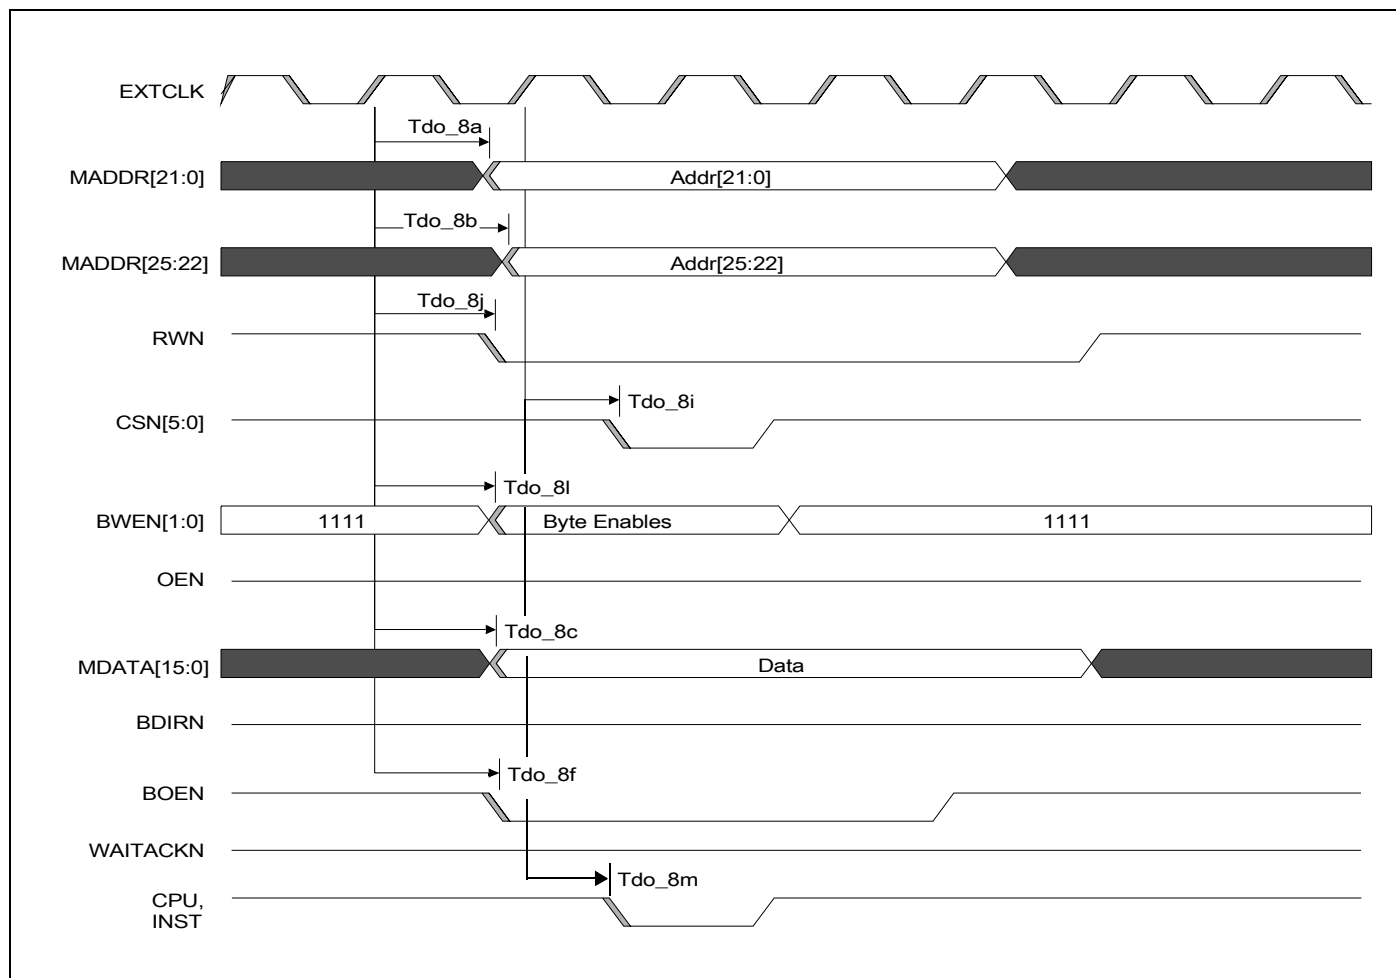 EXTCLK
Tdo_8a
MADDR[21:0]
Addr[21:0]
Tdo_8b
MADDR[25:22]
Addr[25:22]
Tdo_8j
RWN
Tdo_8i
CSN[5:0]
Tdo_8l
BWEN[1:0]
1111
Byte Enables
1111
OEN
Tdo_8c
MDATA[15:0]
Data
BDIRN
Tdo_8f
BOEN
WAITACKN
Tdo_8m
CPU,
INST